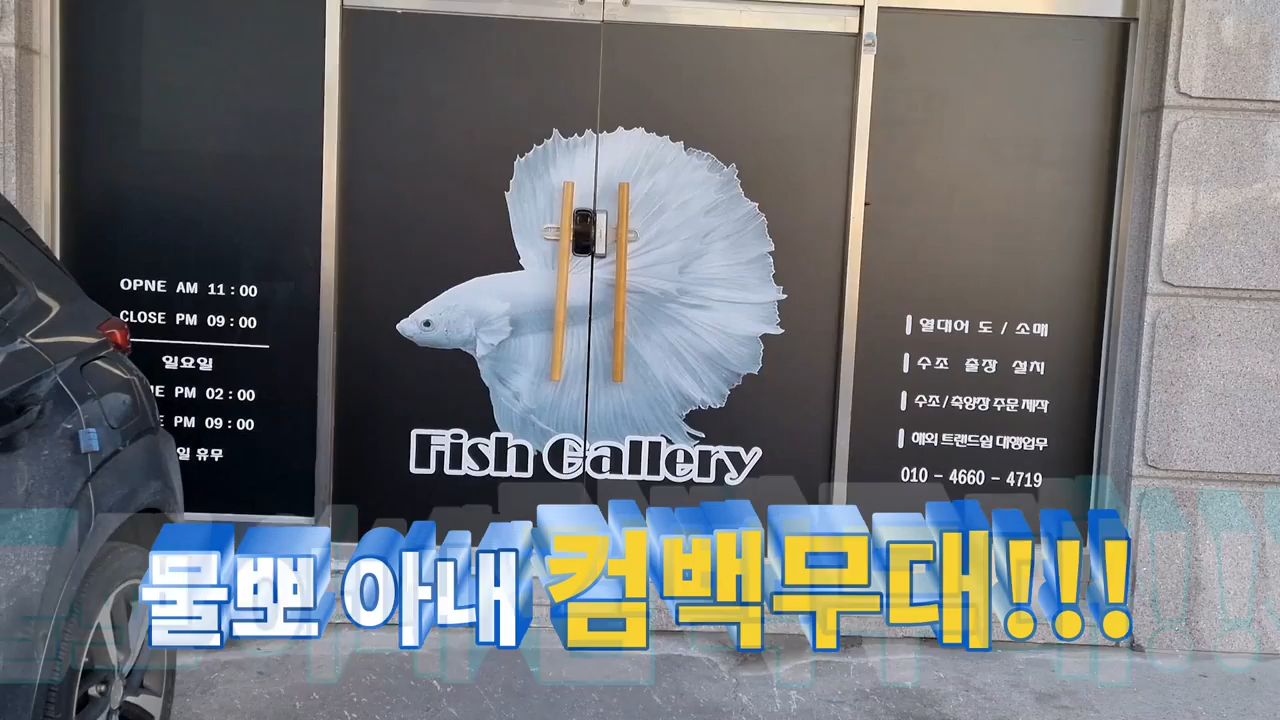 OPNE AM 11:00
CLOSE PM 09:00
일요일
PM 02:00
PM 09:00
휴무
Fish Gallery
열대어 도 / 소매
수조 출장 설치
수조 / 축양장 주문 제작
해외 트랜드쉽 대행업무
010 - 4660 - 4719
물뽀 아내 컴백무대!!!